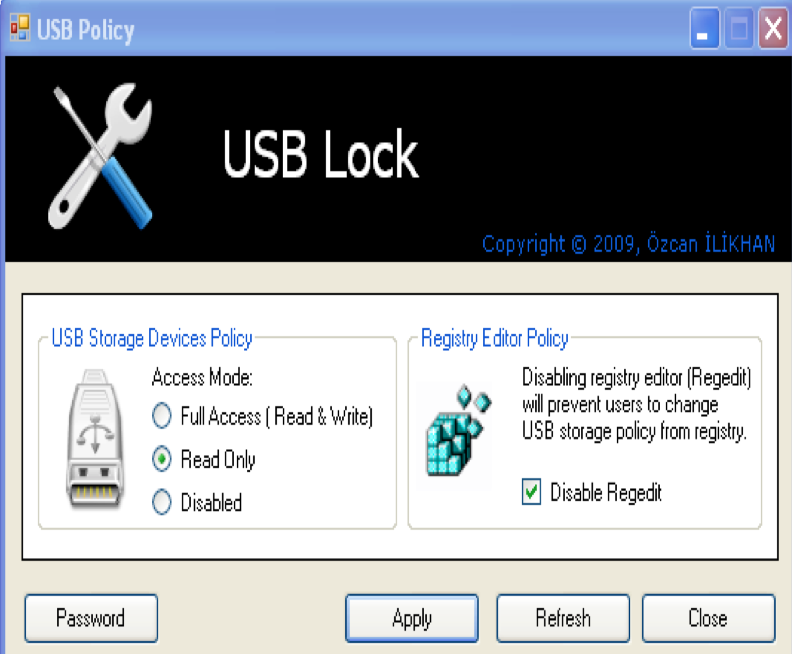 USB Policy
USB Lock
Copyright © 2009, Özcan İLİKHAN
USB Storage Devices Policy
Access Mode:
Full Access ( Read & Write)
Read Only
Disabled
Registry Editor Policy
Disabling registry editor (Regedit)
will prevent users to change
USB storage policy from registry.
Disable Regedit
Password
Apply
Refresh
Close